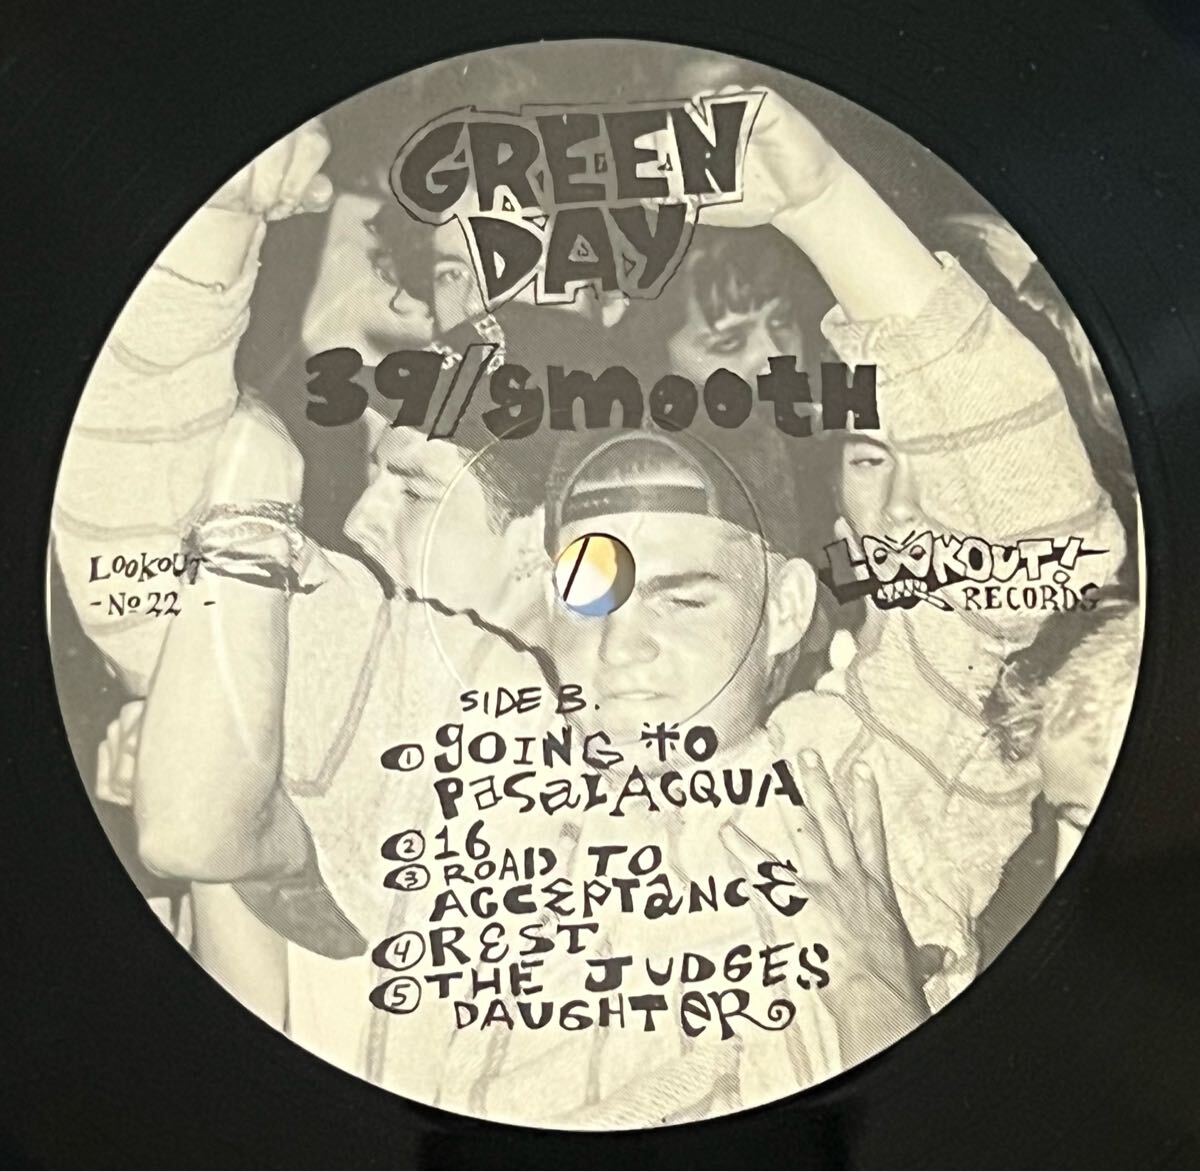 GREEN
DAY
39/smooth
LOOKOUT
- No 22 -
LOOKOUT!
RECORDS
SIDE B.
1 gOING to
PasalACQUA
2 16
3 ROAD TO
ACCEPTaNCE
4 REST
5 THE JUDGES
DAUGHTeR